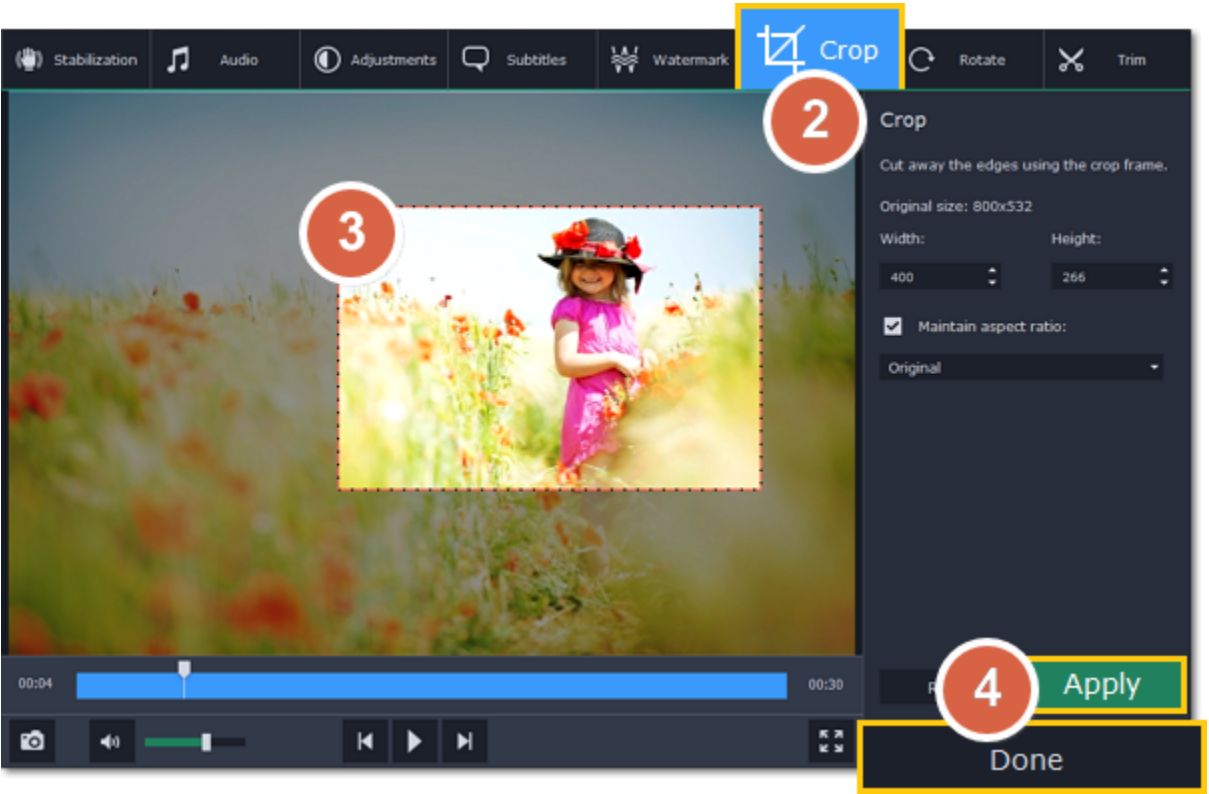 Stabilization
Audio
Adjustments
Subtitles
Watermark
Crop
Rotate
Trim
2
Crop
Cut away the edges using the crop frame.
Original size: 800x532
Width:
Height:
400
266
Maintain aspect ratio:
Original
3
00:04
00:30
4
Apply
Done